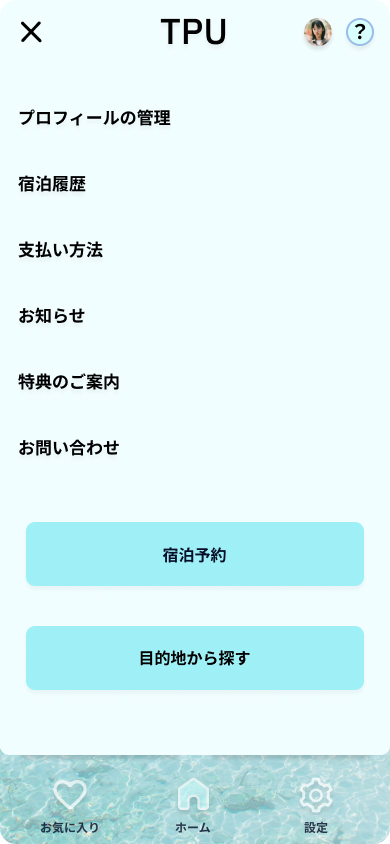 TPU
?
プロフィールの管理
宿泊履歴
支払い方法
お知らせ
特典のご案内
お問い合わせ
宿泊予約
目的地から探す
お気に入り
ホーム
設定